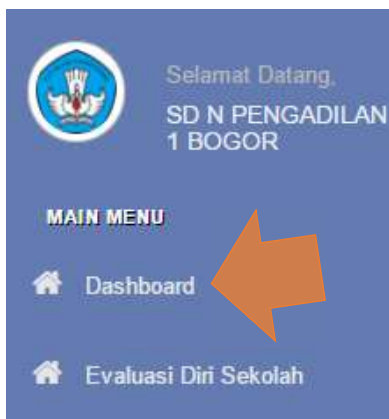 Selamat Datang,
SD N PENGADILAN
1 BOGOR
MAIN MENU
Dashboard
Evaluasi Diri Sekolah